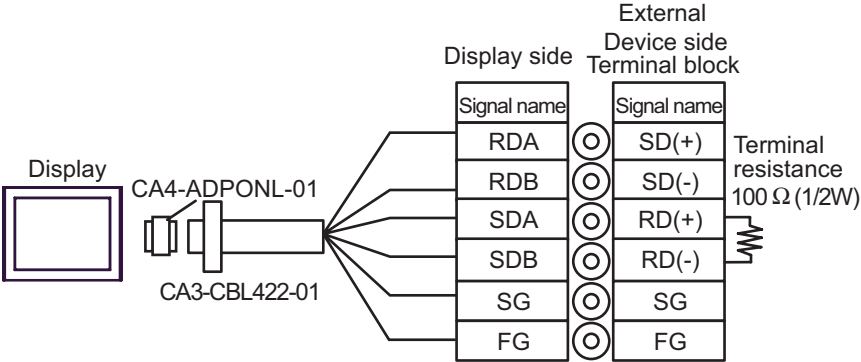 External
Device side
Terminal block
Display side
Signal name
Signal name
RDA
SD(+)
RDB
SD(-)
SDA
RD(+)
SDB
RD(-)
SG
SG
FG
FG
Terminal
resistance
100 Ω (1/2W)
Display
CA4-ADPONL-01
CA3-CBL422-01